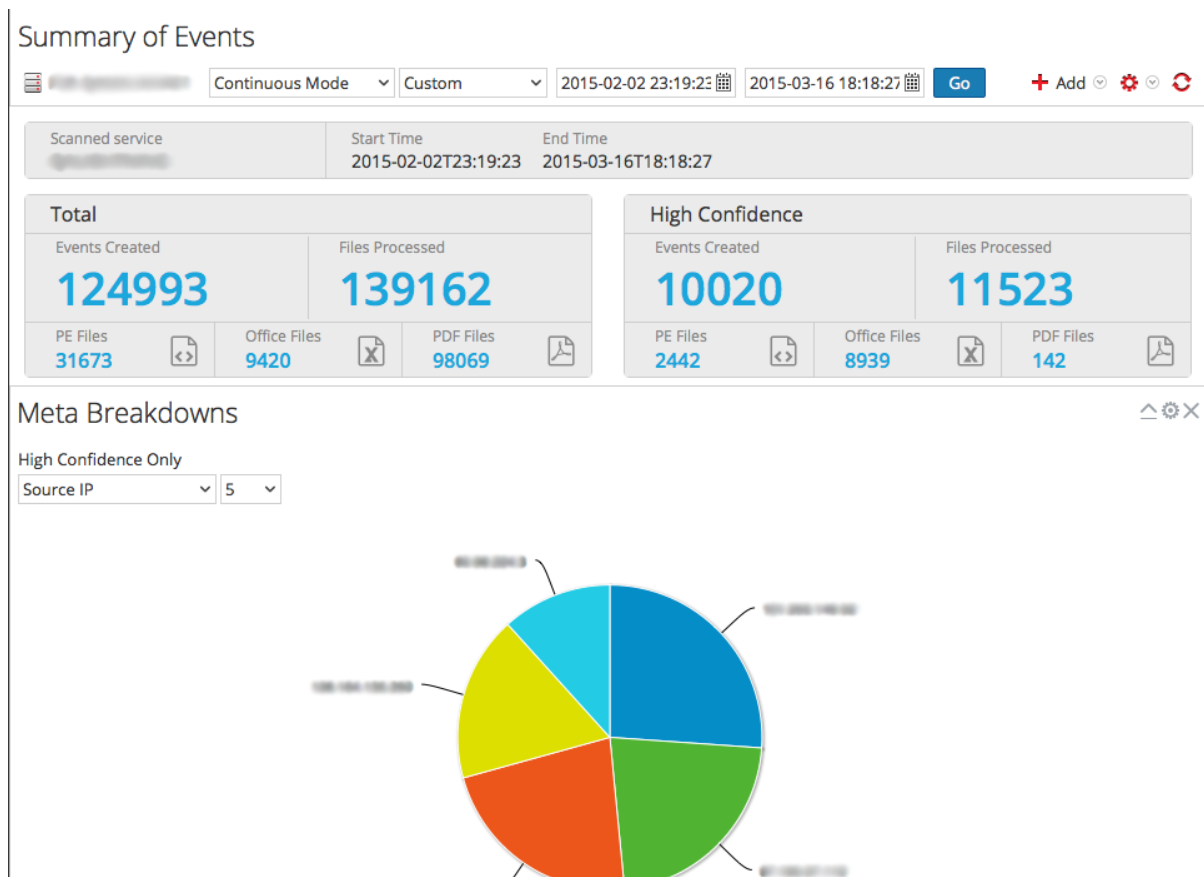 Summary of Events
Continuous Mode Custom 2015-02-02 23:19:23 2015-03-16 18:18:27 Go Add
Scanned service Start Time End Time
2015-02-02T23:19:23 2015-03-16T18:18:27
Total High Confidence
Events Created Files Processed Events Created Files Processed
124993 139162 10020 11523
PE Files Office Files PDF Files PE Files Office Files PDF Files
31673 9420 98069 2442 8939 142
Meta Breakdowns
High Confidence Only
Source IP 5